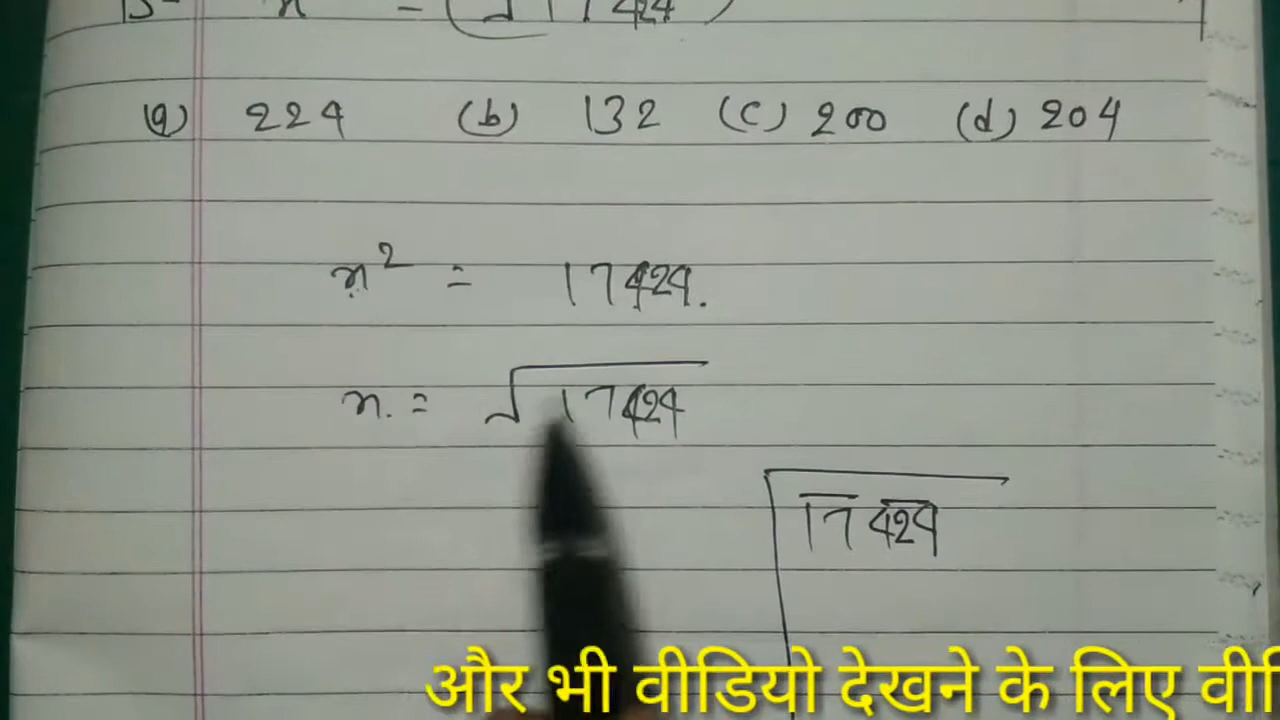 (a) 224 (b) 132 (c) 200 (d) 204
x² = 17424.
x = √17424
17424
और भी वीडियो देखने के लिए